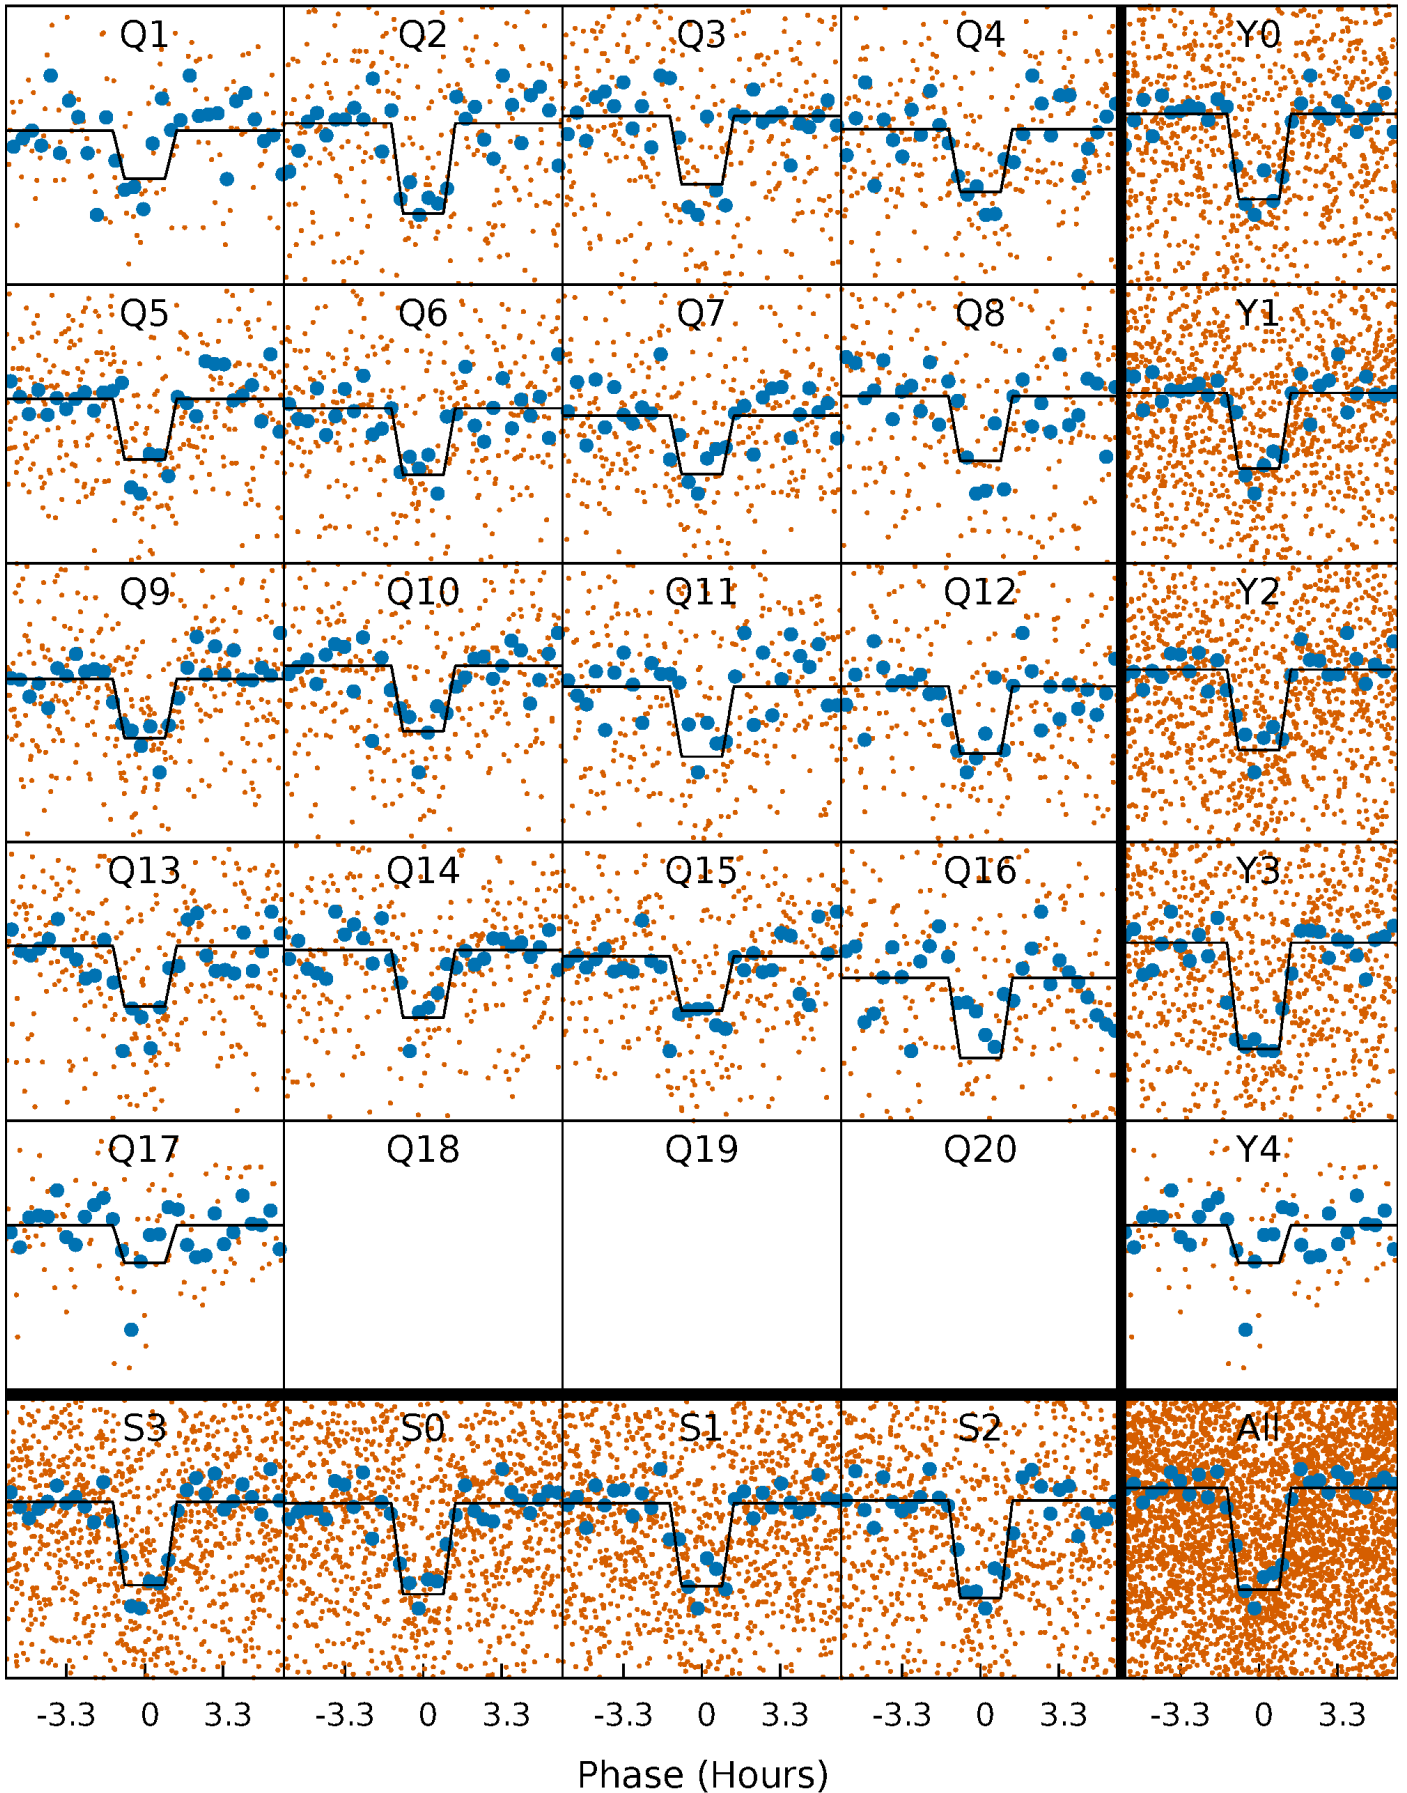 Q1 Q2 Q3 Q4 Y0
Q5 Q6 Q7 Q8 Y1
Q9 Q10 Q11 Q12 Y2
Q13 Q14 Q15 Q16 Y3
Q17 Q18 Q19 Q20 Y4
S3 S0 S1 S2 All
-3.3 0 3.3 -3.3 0 3.3 -3.3 0 3.3 -3.3 0 3.3 -3.3 0 3.3
Phase (Hours)